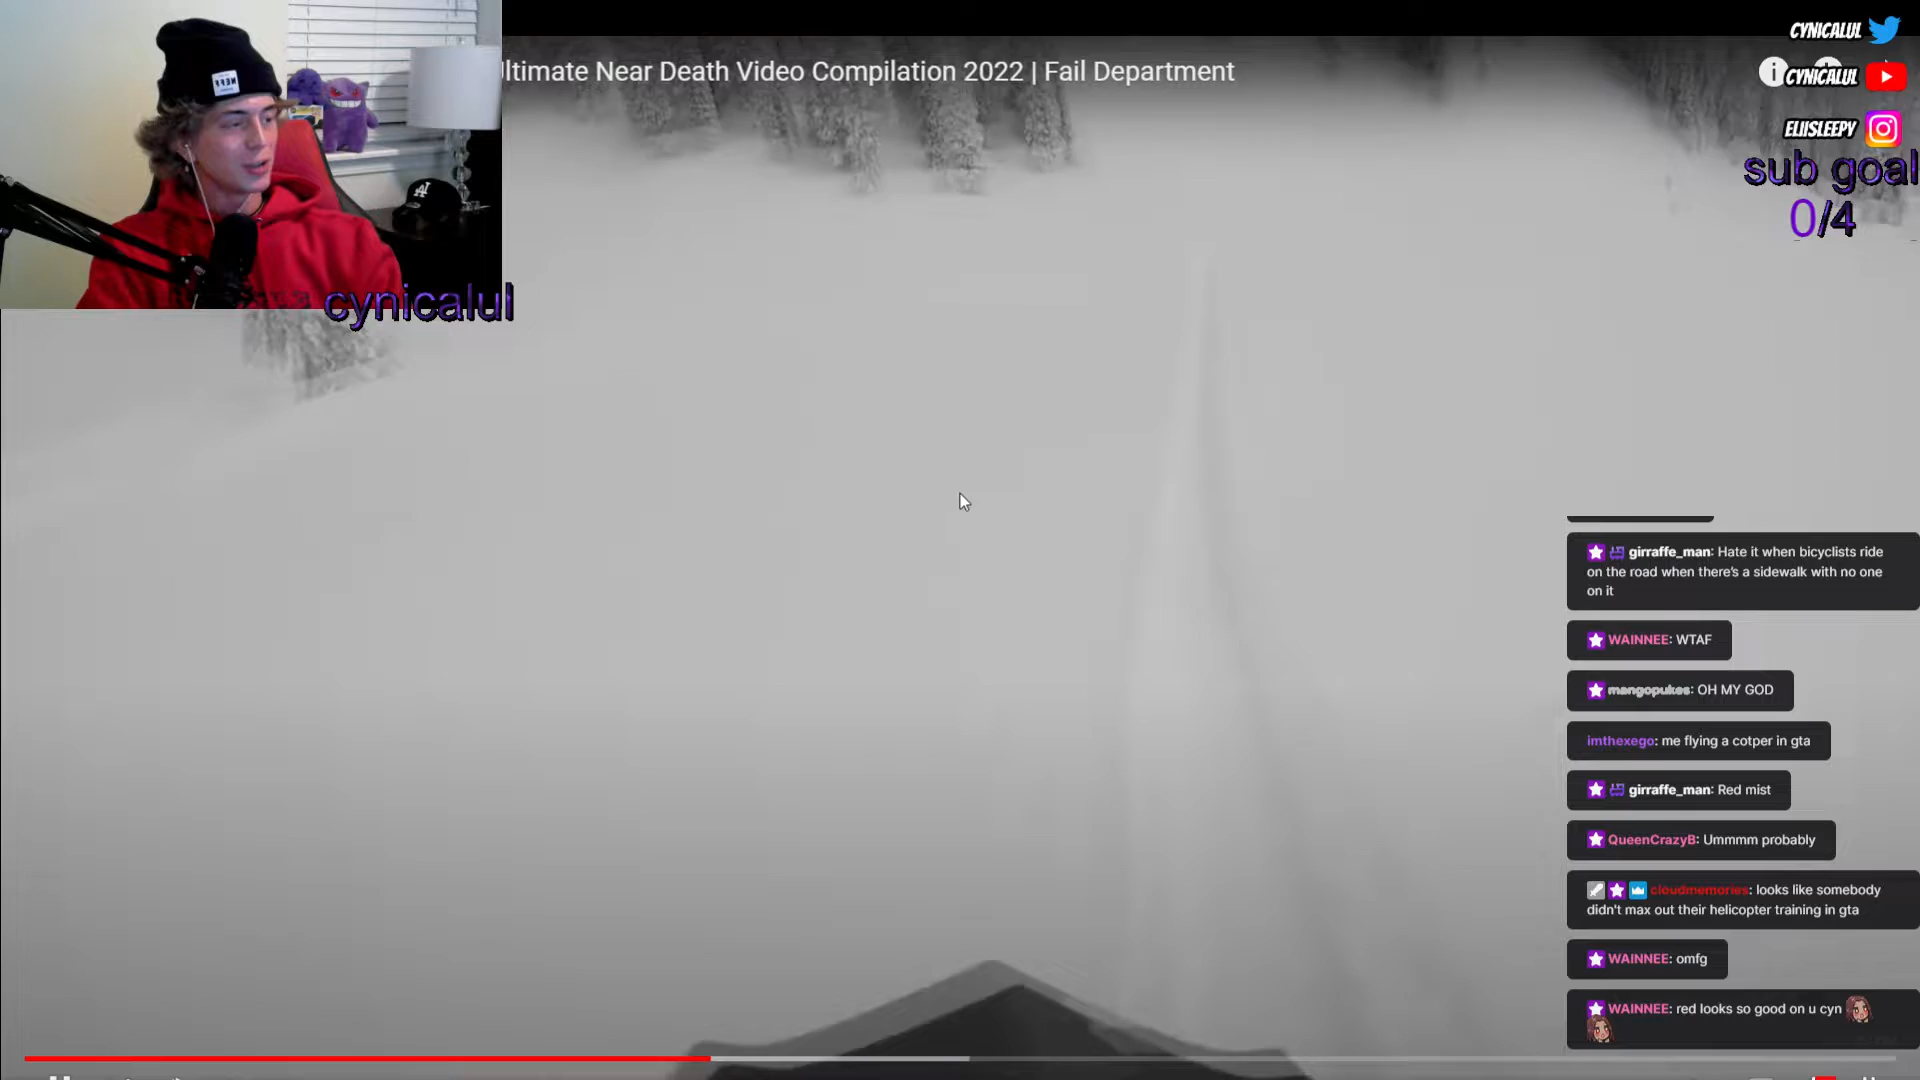 ltimate Near Death Video Compilation 2022 | Fail Department
CYNICALUL
CYNICALUL
ELIISLEEPY
sub goal
0/4
NEFF
LA
cynicalul
girraffe_man: Hate it when bicyclists ride
on the road when there's a sidewalk with no one
on it
WAINNEE: WTAF
mangopukes: OH MY GOD
imthexego: me flying a cotper in gta
girraffe_man: Red mist
QueenCrazyB: Ummmm probably
cloudmemories: looks like somebody
didn't max out their helicopter training in gta
WAINNEE: omfg
WAINNEE: red looks so good on u cyn